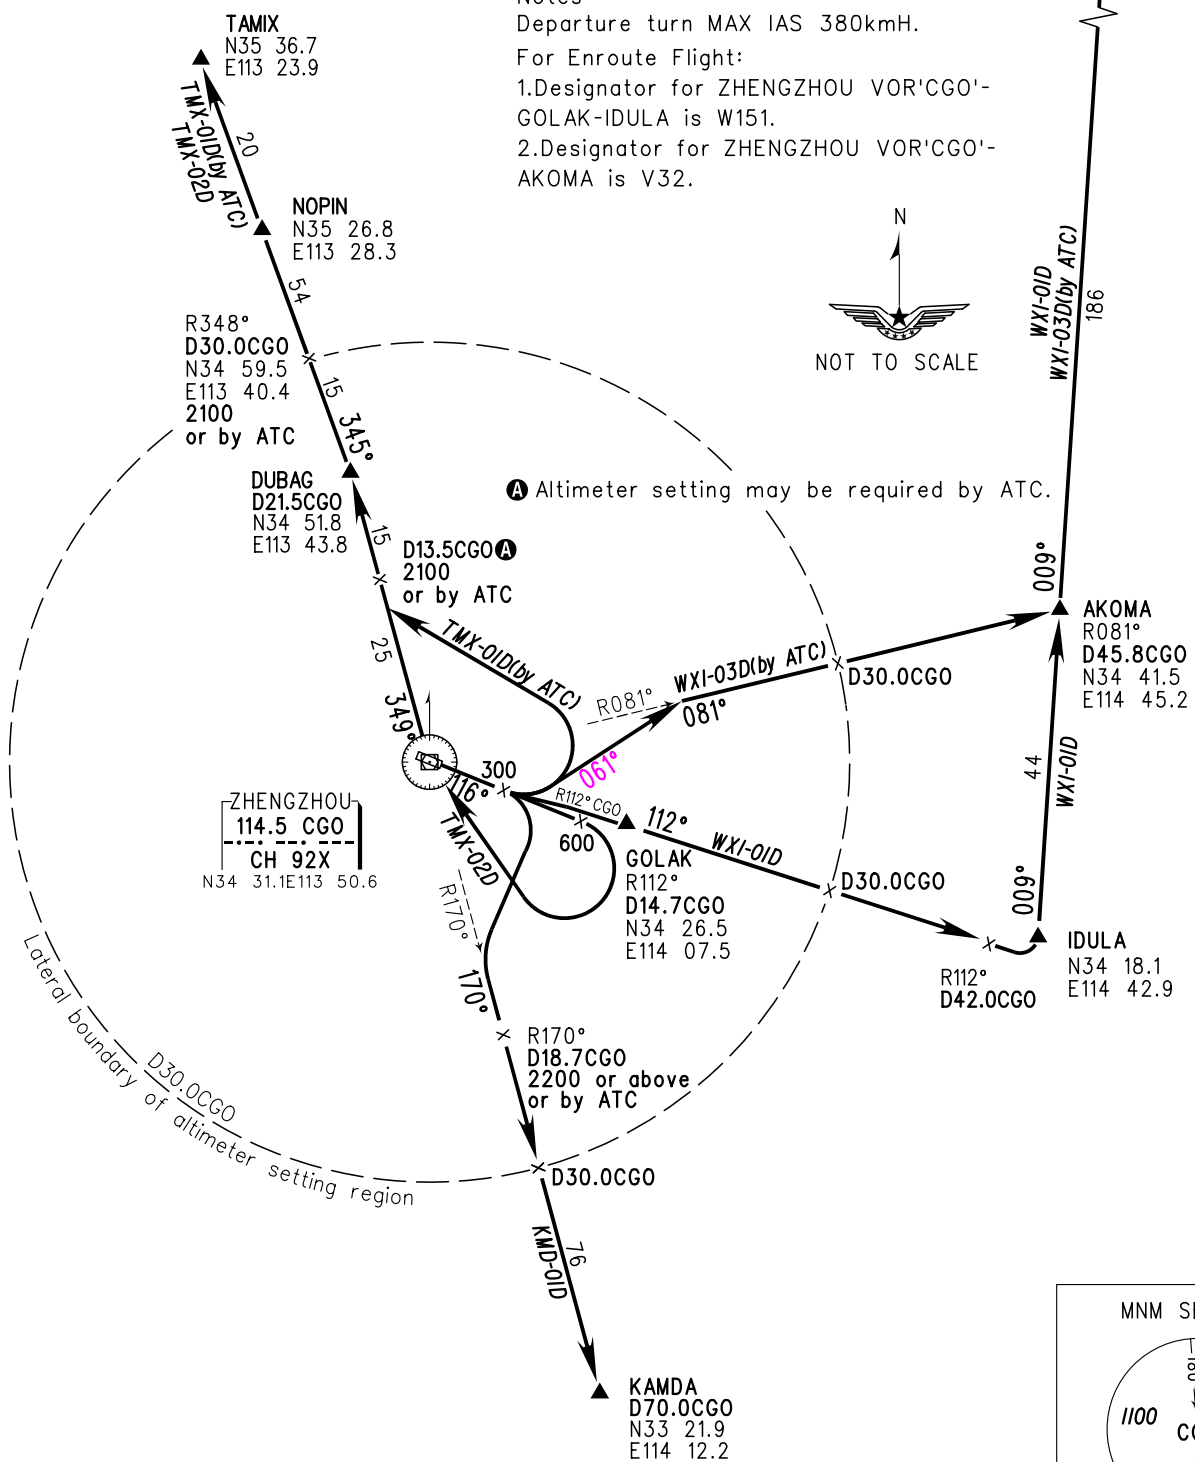 Notes
Departure turn MAX IAS 380kmH.
For Enroute Flight:
1.Designator for ZHENGZHOU VOR'CGO'-
GOLAK-IDULA is W151.
2.Designator for ZHENGZHOU VOR'CGO'-
AKOMA is V32.
TAMIX
N35 36.7
E113 23.9
TMX-01D(by ATC)
TMX-02D
20
NOPIN
N35 26.8
E113 28.3
54
N
NOT TO SCALE
WXI-01D
WXI-03D(by ATC)
186
R348°
D30.0CGO
N34 59.5
E113 40.4
2100
or by ATC
15
345°
DUBAG
D21.5CGO
N34 51.8
E113 43.8
15
A Altimeter setting may be required by ATC.
D13.5CGO A
2100
or by ATC
25
349°
TMX-01D(by ATC)
R081°
WXI-03D(by ATC)
081°
061°
D30.0CGO
009°
AKOMA
R081°
D45.8CGO
N34 41.5
E114 45.2
44
WXI-01D
300
116°
R112° CGO
600
112°
WXI-01D
GOLAK
R112°
D14.7CGO
N34 26.5
E114 07.5
D30.0CGO
009°
IDULA
N34 18.1
E114 42.9
R112°
D42.0CGO
ZHENGZHOU
114.5 CGO
CH 92X
N34 31.1E113 50.6
TMX-02D
R170°
170°
R170°
D18.7CGO
2200 or above
or by ATC
D30.0CGO
Lateral boundary of altimeter setting region
D30.0CGO
KMD-01D
76
KAMDA
D70.0CGO
N33 21.9
E114 12.2
MNM
1100